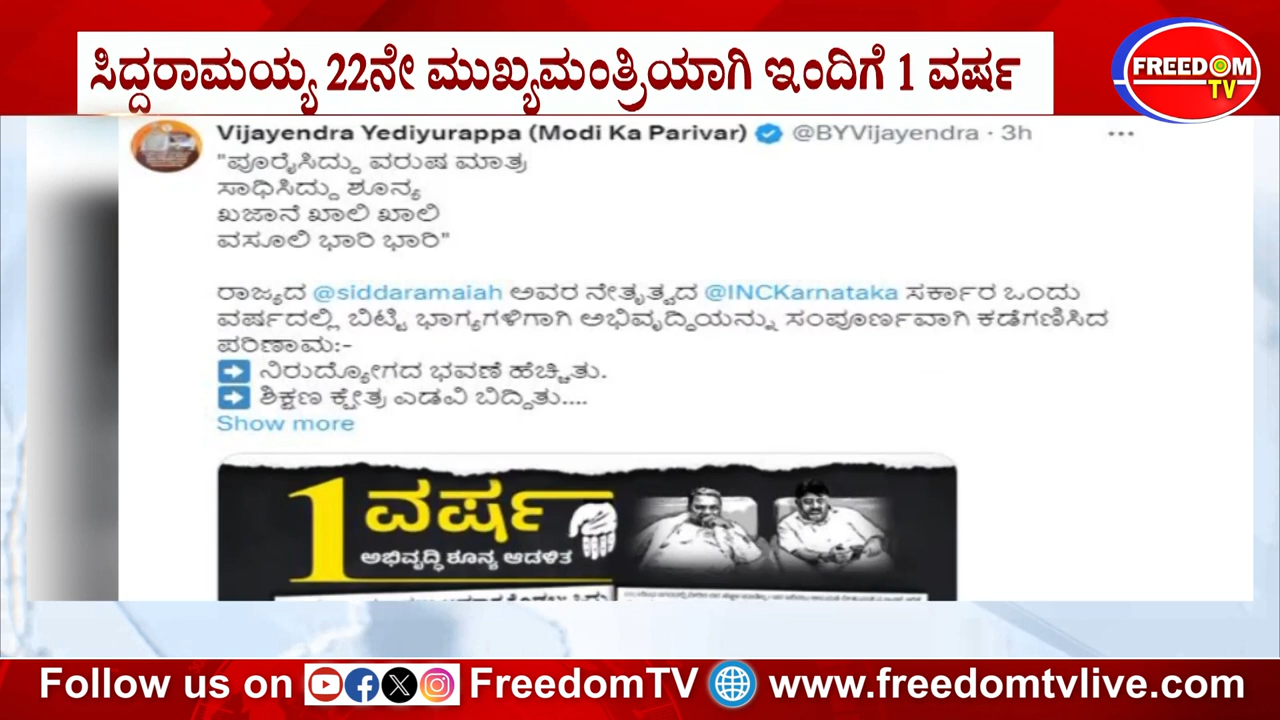 ಸಿದ್ದರಾಮಯ್ಯ 22ನೇ ಮುಖ್ಯಮಂತ್ರಿಯಾಗಿ ಇಂದಿಗೆ 1 ವರ್ಷ
FREEDOM
TV
Vijayendra Yediyurappa (Modi Ka Parivar) @BYVijayendra · 3h ...
"ಪೂರೈಸಿದ್ದು ವರುಷ ಮಾತ್ರ
ಸಾಧಿಸಿದ್ದು ಶೂನ್ಯ
ಖಜಾನೆ ಖಾಲಿ ಖಾಲಿ
ವಸೂಲಿ ಭಾರಿ ಭಾರಿ"
ರಾಜ್ಯದ @siddaramaiah ಅವರ ನೇತೃತ್ವದ @INCKarnataka ಸರ್ಕಾರ ಒಂದು
ವರ್ಷದಲ್ಲಿ ಬಿಟ್ಟಿ ಭಾಗ್ಯಗಳಿಗಾಗಿ ಅಭಿವೃದ್ಧಿಯನ್ನು ಸಂಪೂರ್ಣವಾಗಿ ಕಡೆಗಣಿಸಿದ
ಪರಿಣಾಮ:-
➡ ನಿರುದ್ಯೋಗದ ಭವಣೆ ಹೆಚ್ಚಿತು.
➡ ಶಿಕ್ಷಣ ಕ್ಷೇತ್ರ ಎಡವಿ ಬಿದ್ದಿತು....
Show more
1 ವರ್ಷ
ಅಭಿವೃದ್ಧಿ ಶೂನ್ಯ ಆಡಳಿತ
Follow us on FreedomTV www.freedomtvlive.com